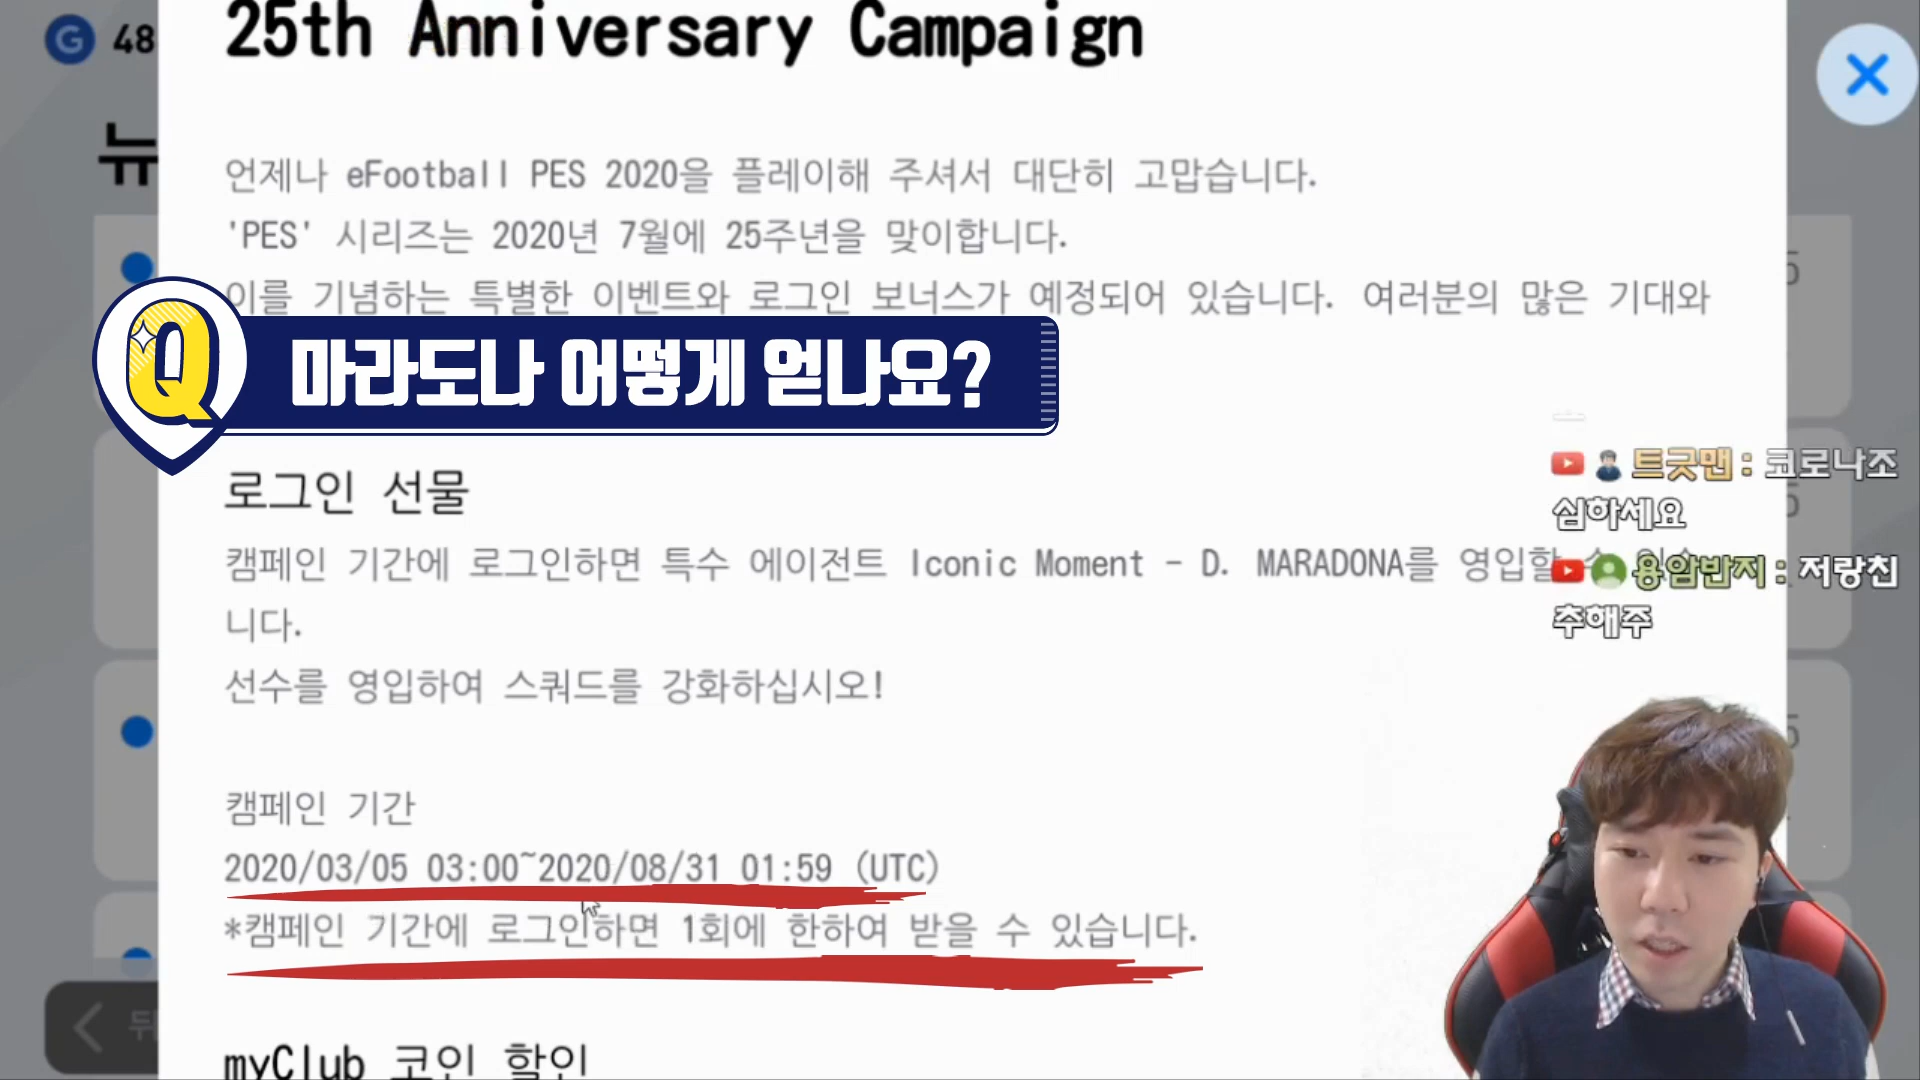 G 48
25th Anniversary Campaign
뉴
언제나 eFootball PES 2020을 플레이해 주셔서 대단히 고맙습니다.
'PES' 시리즈는 2020년 7월에 25주년을 맞이합니다.
이를 기념하는 특별한 이벤트와 로그인 보너스가 예정되어 있습니다. 여러분의 많은 기대와
Q 마라도나 어떻게 얻나요?
로그인 선물
캠페인 기간에 로그인하면 특수 에이전트 Iconic Moment - D. MARADONA를 영입할
니다.
선수를 영입하여 스쿼드를 강화하십시오!
트긋맨 : 코로나조
심하세요
용암반지 : 저랑친
추해주
캠페인 기간
2020/03/05 03:00~2020/08/31 01:59 (UTC)
*캠페인 기간에 로그인하면 1회에 한하여 받을 수 있습니다.
뒤
myClub 코인 할인